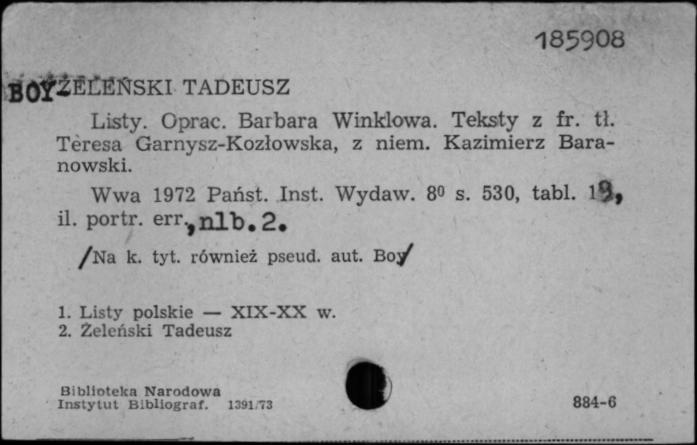 185908
BOY-ŻELEŃSKI TADEUSZ
Listy. Oprac. Barbara Winklowa. Teksty z fr. tł.
Teresa Garnysz-Kozłowska, z niem. Kazimierz Bara-
nowski.
Wwa 1972 Państ. Inst. Wydaw. 8⁰ s. 530, tabl. 19,
il. portr. err., nlb. 2.
/Na k. tyt. również pseud. aut. Boy/
1. Listy polskie — XIX-XX w.
2. Żeleński Tadeusz
Biblioteka Narodowa
Instytut Bibliograf. 1391/73
884-6